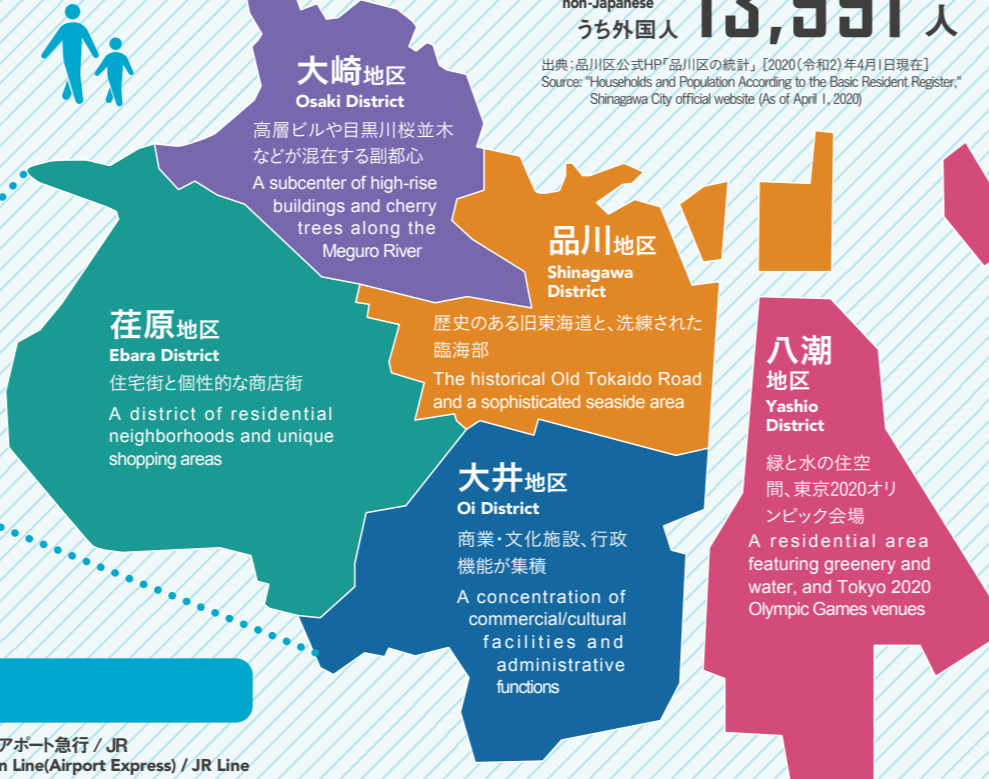 non-Japanese
うち外国人 13,991人
出典:品川区公式HP「品川区の統計」[2020(令和2)年4月1日現在]
Source: "Households and Population According to the Basic Resident Register,"
Shinagawa City official website (As of April 1, 2020)
大崎地区
Osaki District
高層ビルや目黒川桜並木
などが混在する副都心
A subcenter of high-rise
buildings and cherry
trees along the
Meguro River
品川地区
Shinagawa
District
歴史のある旧東海道と、洗練された
臨海部
The historical Old Tokaido Road
and a sophisticated seaside area
荏原地区
Ebara District
住宅街と個性的な商店街
A district of residential
neighborhoods and unique
shopping areas
八潮
地区
Yashio
District
緑と水の住空
間、東京2020オリ
ンピック会場
A residential area
featuring greenery and
water, and Tokyo 2020
Olympic Games venues
大井地区
Oi District
商業・文化施設、行政
機能が集積
A concentration of
commercial/cultural
facilities and
administrative
functions
アポート急行 / JR
n Line(Airport Express) / JR Line